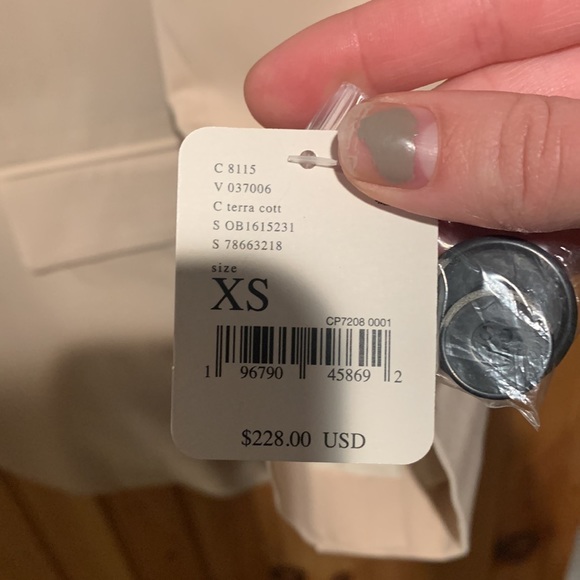 C 8115
V 037006
C terra cott
S OB1615231
S 78663218
size
XS
CP7208 0001
1 96790 45869 2
$228.00 USD